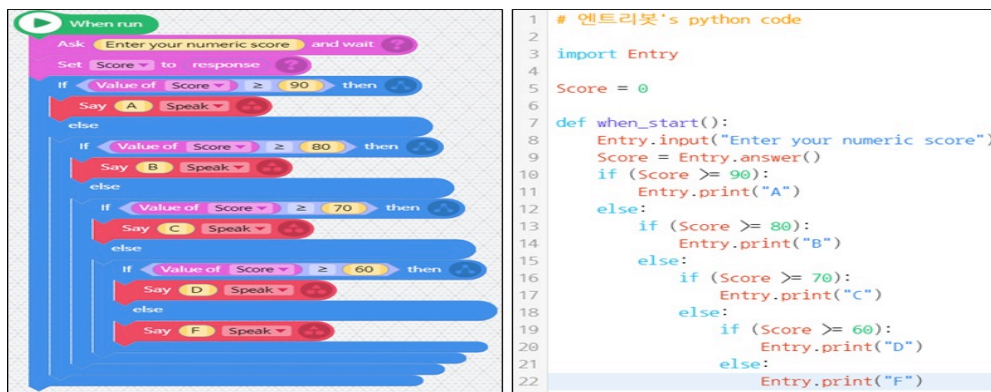 When run
Ask Enter your numeric score and wait ?
Set Score to response ?
If Value of Score ≥ 90 then
Say A Speak
else
If Value of Score ≥ 80 then
Say B Speak
else
If Value of Score ≥ 70 then
Say C Speak
else
If Value of Score ≥ 60 then
Say D Speak
else
Say F Speak
1 # 엔트리봇's python code
2
3 import Entry
4
5 Score = 0
6
7 def when_start():
8 Entry.input("Enter your numeric score")
9 Score = Entry.answer()
10 if (Score >= 90):
11 Entry.print("A")
12 else:
13 if (Score >= 80):
14 Entry.print("B")
15 else:
16 if (Score >= 70):
17 Entry.print("C")
18 else:
19 if (Score >= 60):
20 Entry.print("D")
21 else:
22 Entry.print("F")